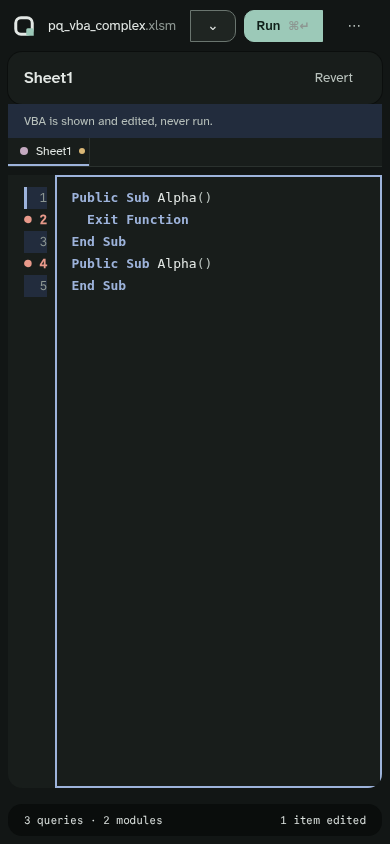 pq_vba_complex.xlsm
Run ⌘↵
Sheet1
Revert
VBA is shown and edited, never run.
Sheet1
1 Public Sub Alpha()
2 Exit Function
3 End Sub
4 Public Sub Alpha()
5 End Sub
3 queries · 2 modules
1 item edited